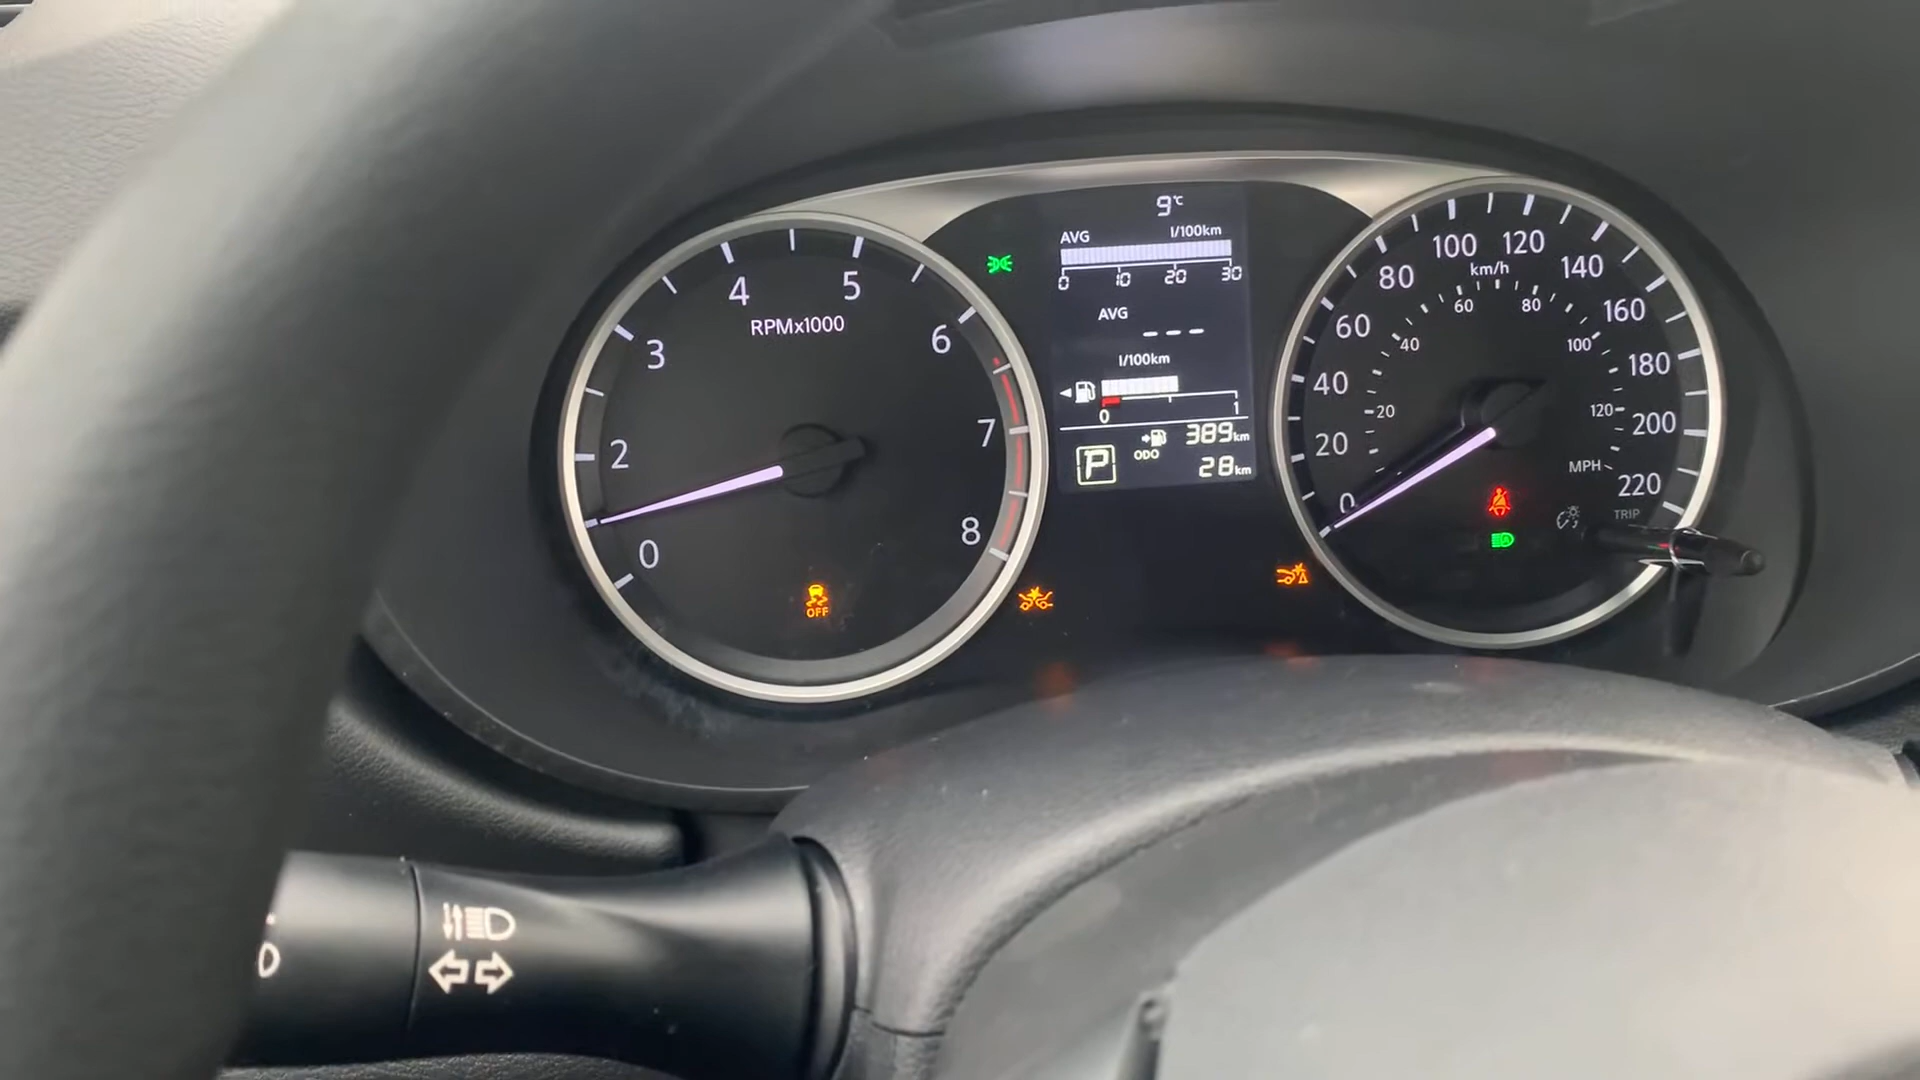 9°C
AVG l/100km
0 10 20 30
AVG
---
l/100km
0 1
389km
P ODO 28km
0 2 3 4 5 6 7 8
RPMx1000
OFF
0 20 40 60 80 100 120 140 160 180 200 220
km/h
20 40 60 80 100 120
MPH
TRIP